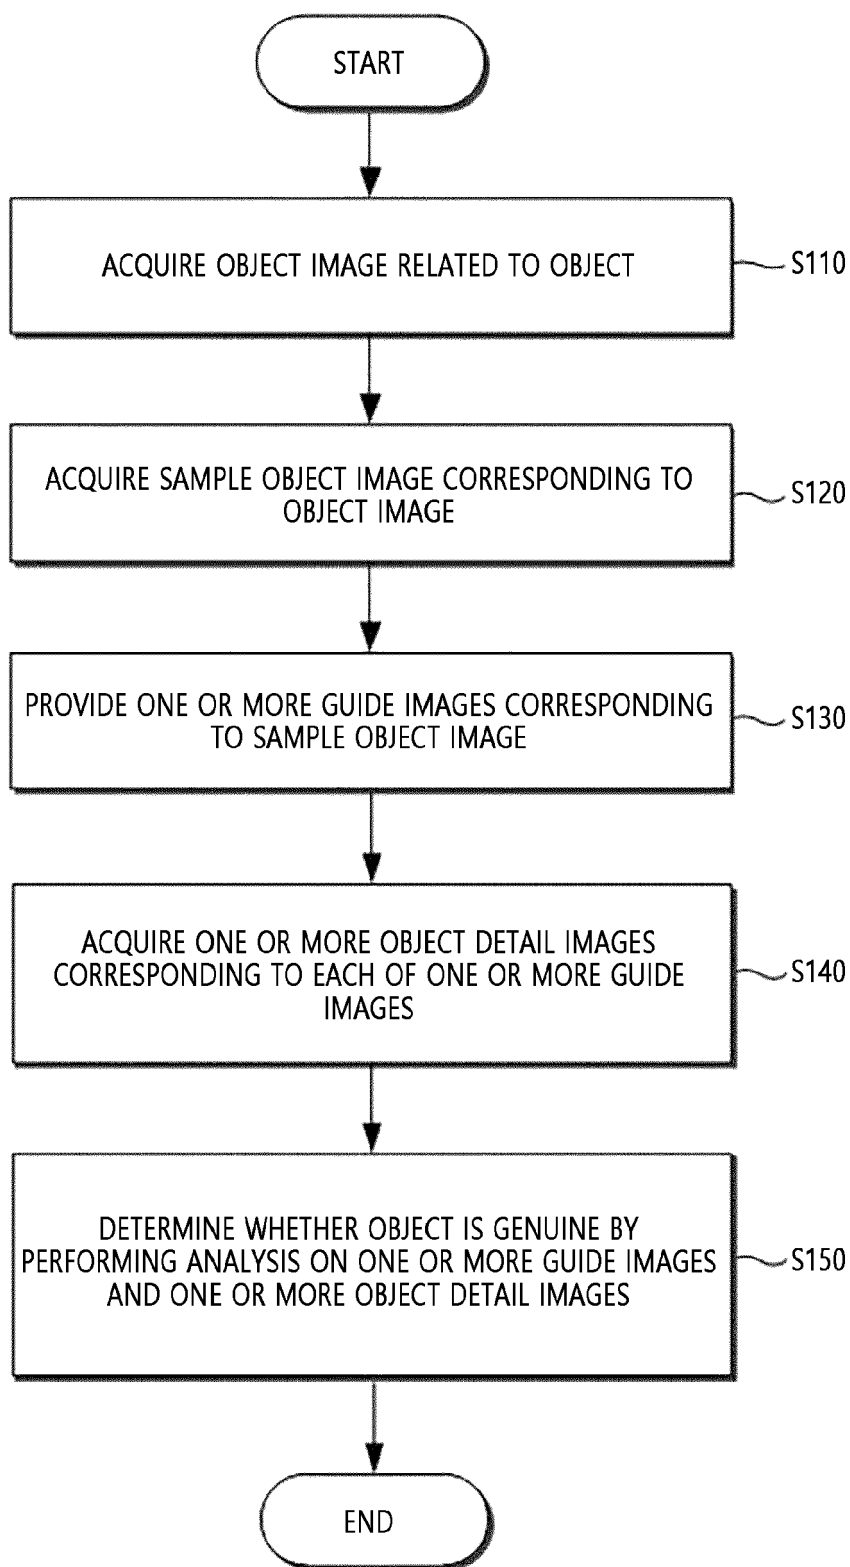 START
ACQUIRE OBJECT IMAGE RELATED TO OBJECT
S110
ACQUIRE SAMPLE OBJECT IMAGE CORRESPONDING TO
OBJECT IMAGE
S120
PROVIDE ONE OR MORE GUIDE IMAGES CORRESPONDING
TO SAMPLE OBJECT IMAGE
S130
ACQUIRE ONE OR MORE OBJECT DETAIL IMAGES
CORRESPONDING TO EACH OF ONE OR MORE GUIDE
IMAGES
S140
DETERMINE WHETHER OBJECT IS GENUINE BY
PERFORMING ANALYSIS ON ONE OR MORE GUIDE IMAGES
AND ONE OR MORE OBJECT DETAIL IMAGES
S150
END